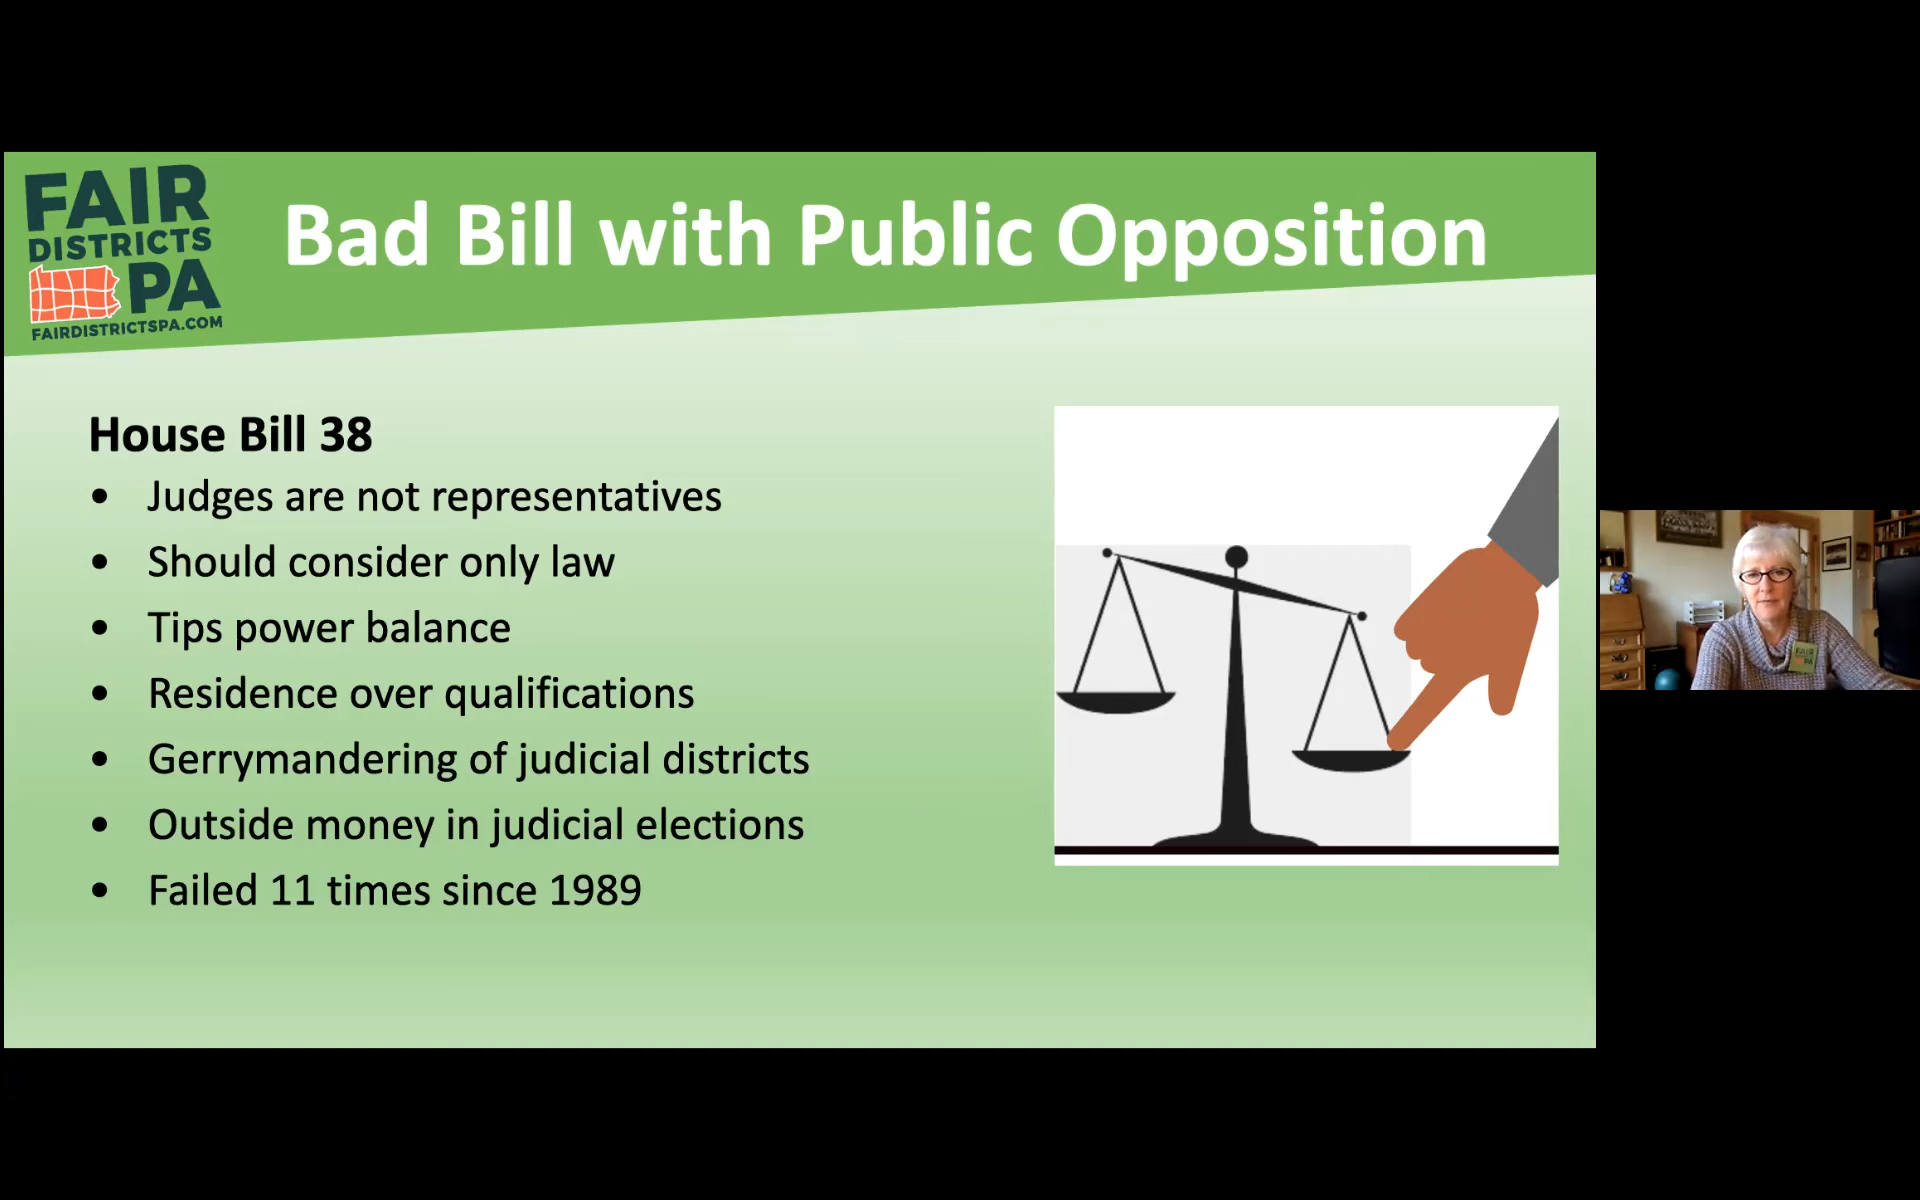 FAIR
DISTRICTS
PA
FAIRDISTRICTSPA.COM
Bad Bill with Public Opposition
House Bill 38
• Judges are not representatives
• Should consider only law
• Tips power balance
• Residence over qualifications
• Gerrymandering of judicial districts
• Outside money in judicial elections
• Failed 11 times since 1989
FAIR
PA